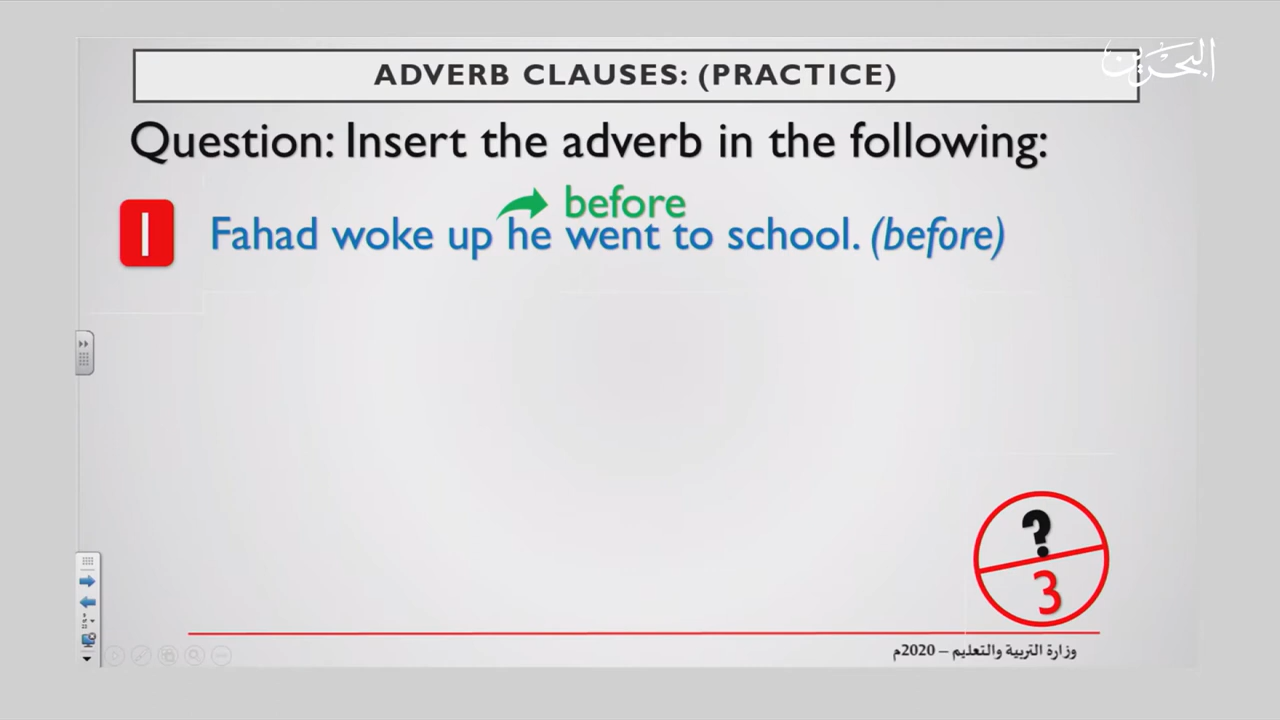 البحرين
ADVERB CLAUSES: (PRACTICE)
Question: Insert the adverb in the following:
before
1 Fahad woke up he went to school. (before)
?
3
وزارة التربية والتعليم – 2020م